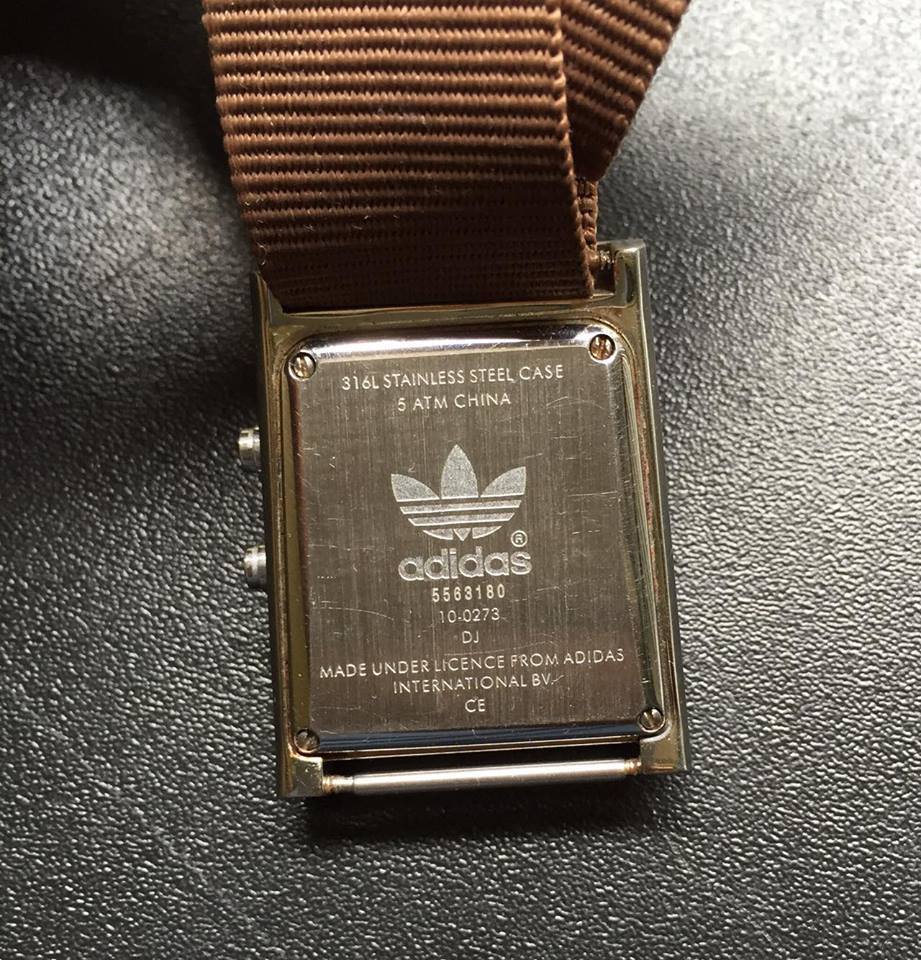 316L STAINLESS STEEL CASE
5 ATM CHINA
®
adidas
5563180
10-0273
DJ
MADE UNDER LICENCE FROM ADIDAS
INTERNATIONAL BV.
CE